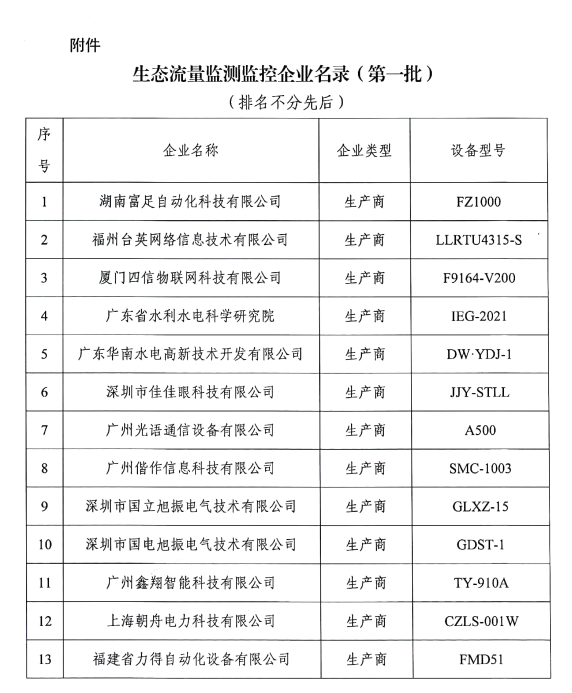 附件
生态流量监测监控企业名录（第一批）
（排名不分先后）
序号 企业名称 企业类型 设备型号
1 湖南富足自动化科技有限公司 生产商 FZ1000
2 福州台英网络信息技术有限公司 生产商 LLRTU4315-S
3 厦门四信物联网科技有限公司 生产商 F9164-V200
4 广东省水利水电科学研究院 生产商 IEG-2021
5 广东华南水电高新技术开发有限公司 生产商 DW·YDJ-1
6 深圳市佳佳眼科技有限公司 生产商 JJY-STLL
7 广州光语通信设备有限公司 生产商 A500
8 广州偕作信息科技有限公司 生产商 SMC-1003
9 深圳市国立旭振电气技术有限公司 生产商 GLXZ-15
10 深圳市国电旭振电气技术有限公司 生产商 GDST-1
11 广州鑫翔智能科技有限公司 生产商 TY-910A
12 上海朝舟电力科技有限公司 生产商 CZLS-001W
13 福建省力得自动化设备有限公司 生产商 FMD51